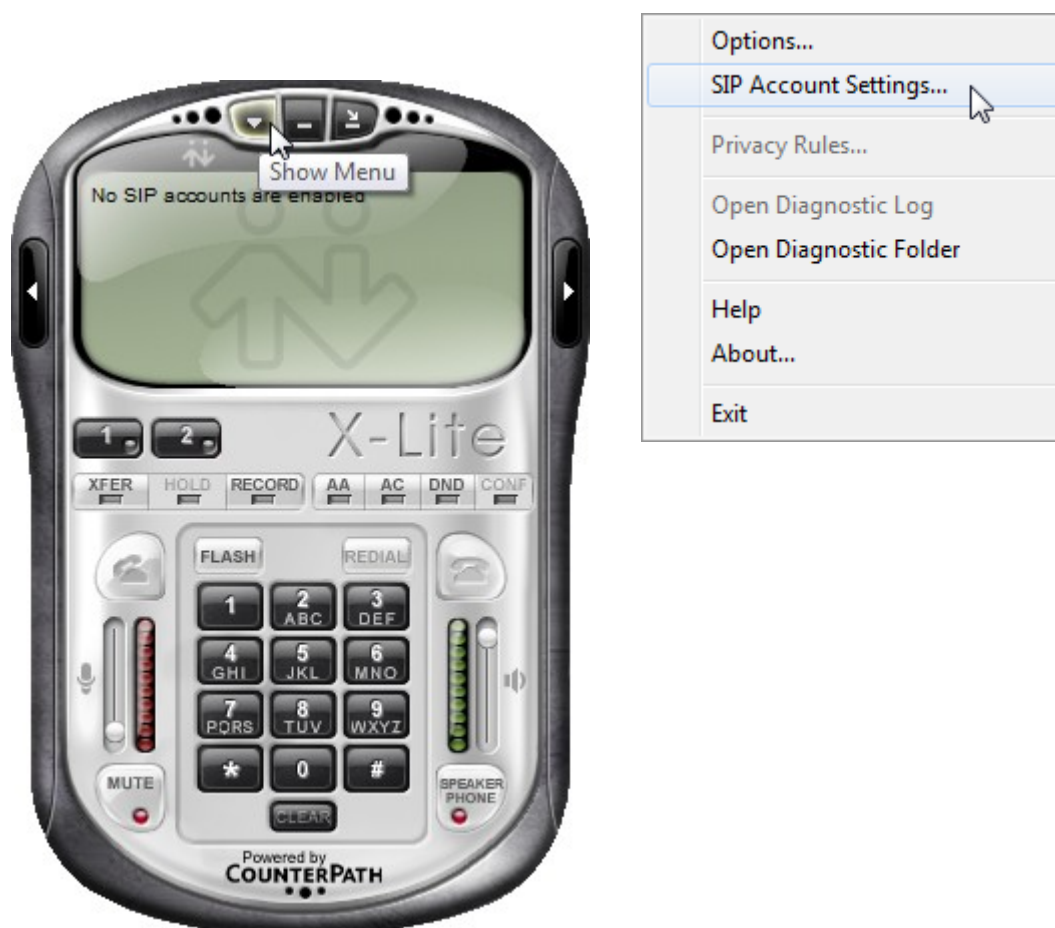 Show Menu
No SIP accounts are enabled
1 2
X-Lite
XFER HOLD RECORD AA AC DND CONF
FLASH REDIAL
1 2 3
ABC DEF
4 5 6
GHI JKL MNO
7 8 9
PQRS TUV WXYZ
* 0 #
MUTE
SPEAKER
PHONE
CLEAR
Powered by
COUNTERPATH
Options...
SIP Account Settings...
Privacy Rules...
Open Diagnostic Log
Open Diagnostic Folder
Help
About...
Exit